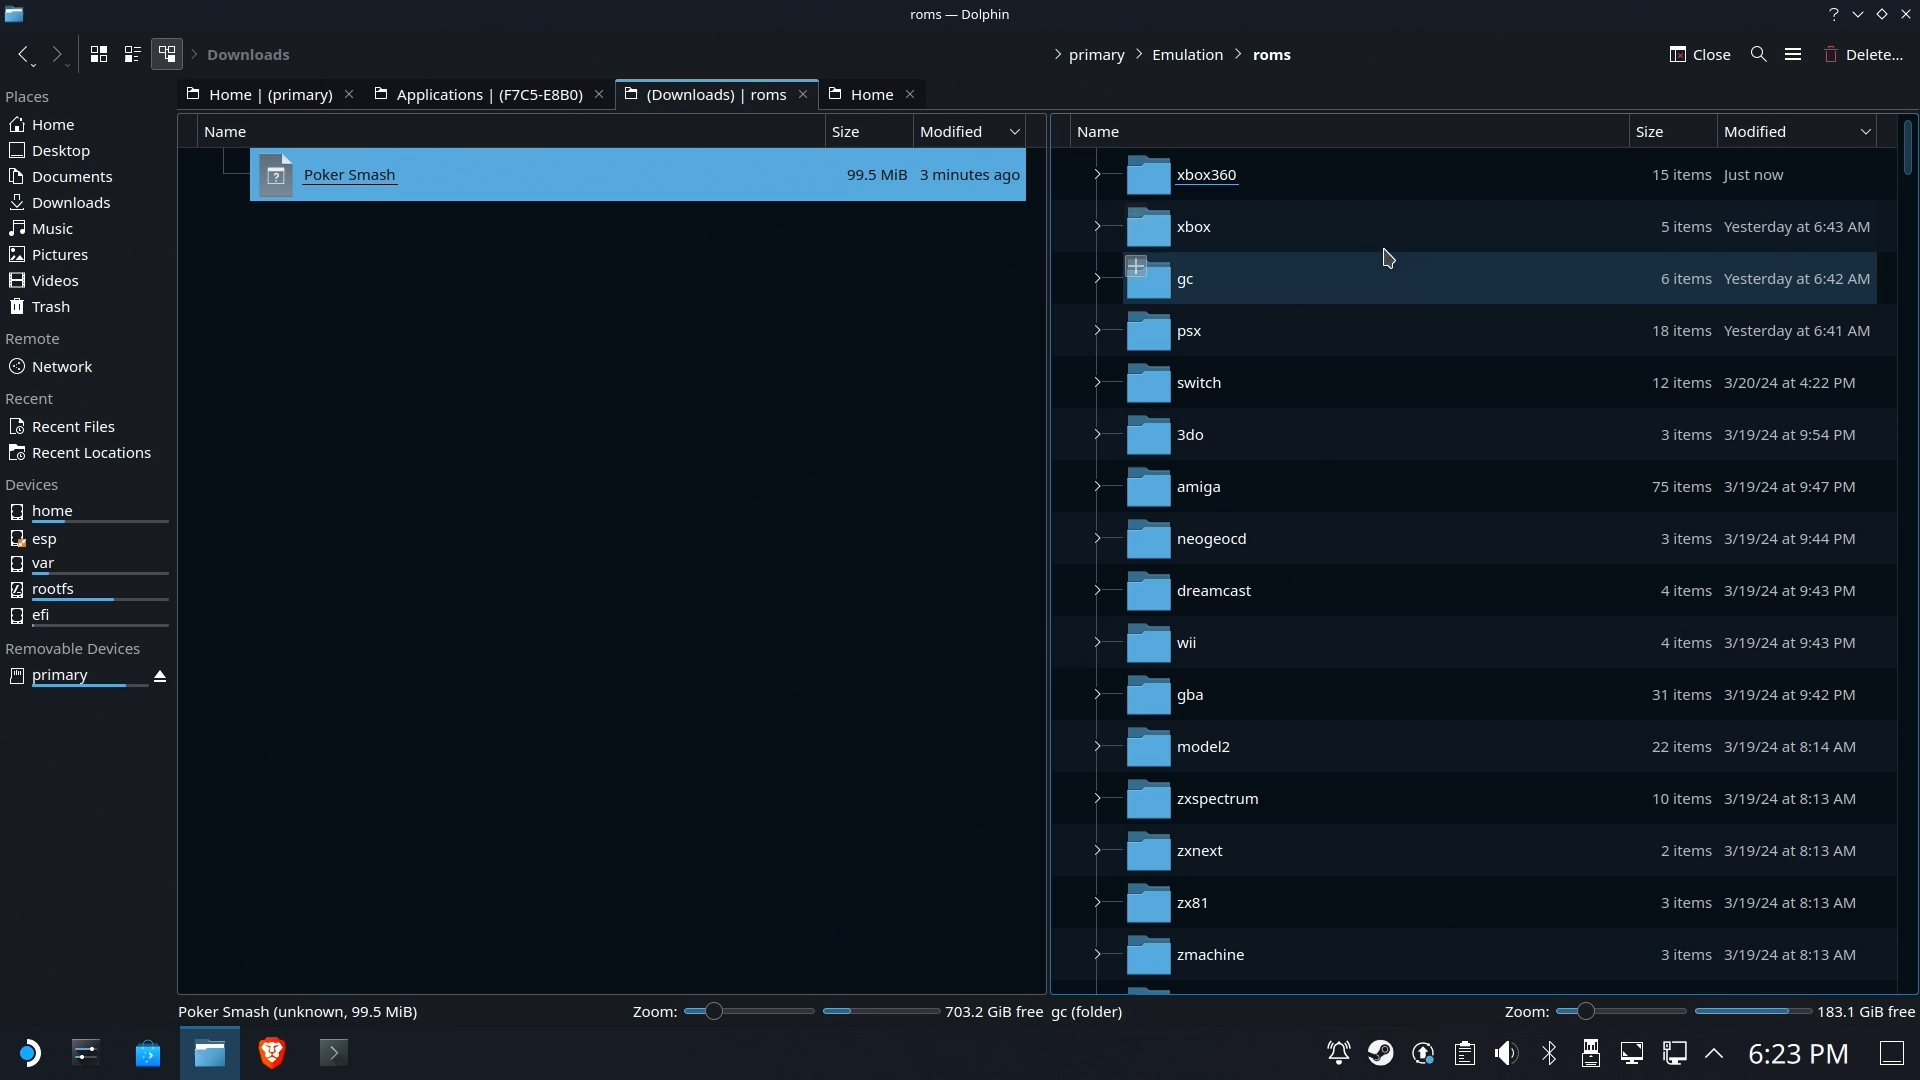 roms — Dolphin
Downloads
primary > Emulation > roms
Close
Delete...
Places
Home
Desktop
Documents
Downloads
Music
Pictures
Videos
Trash
Remote
Network
Recent
Recent Files
Recent Locations
Devices
home
esp
var
rootfs
efi
Removable Devices
primary
Home | (primary)
Applications | (F7C5-E8B0)
(Downloads) | roms
Home
Name Size Modified
Poker Smash 99.5 MiB 3 minutes ago
Name Size Modified
xbox360 15 items Just now
xbox 5 items Yesterday at 6:43 AM
gc 6 items Yesterday at 6:42 AM
psx 18 items Yesterday at 6:41 AM
switch 12 items 3/20/24 at 4:22 PM
3do 3 items 3/19/24 at 9:54 PM
amiga 75 items 3/19/24 at 9:47 PM
neogeocd 3 items 3/19/24 at 9:44 PM
dreamcast 4 items 3/19/24 at 9:43 PM
wii 4 items 3/19/24 at 9:43 PM
gba 31 items 3/19/24 at 9:42 PM
model2 22 items 3/19/24 at 8:14 AM
zxspectrum 10 items 3/19/24 at 8:13 AM
zxnext 2 items 3/19/24 at 8:13 AM
zx81 3 items 3/19/24 at 8:13 AM
zmachine 3 items 3/19/24 at 8:13 AM
Poker Smash (unknown, 99.5 MiB) Zoom: 703.2 GiB free
gc (folder) Zoom: 183.1 GiB free
6:23 PM